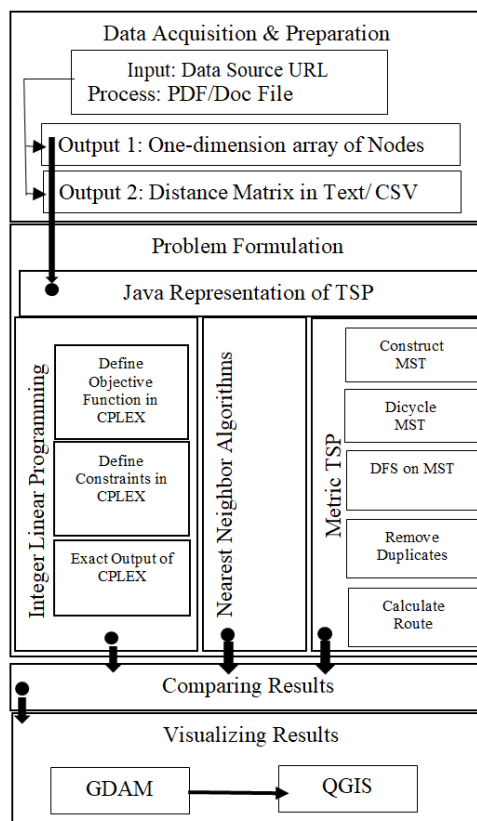 Data Acquisition & Preparation
Input: Data Source URL
Process: PDF/Doc File
Output 1: One-dimension array of Nodes
Output 2: Distance Matrix in Text/ CSV
Problem Formulation
Java Representation of TSP
Integer Linear Programming
Define
Objective
Function in
CPLEX
Define
Constraints in
CPLEX
Exact Output of
CPLEX
Nearest Neighbor Algorithms
Metric TSP
Construct
MST
Dicycle
MST
DFS on MST
Remove
Duplicates
Calculate
Route
Comparing Results
Visualizing Results
GDAM
QGIS